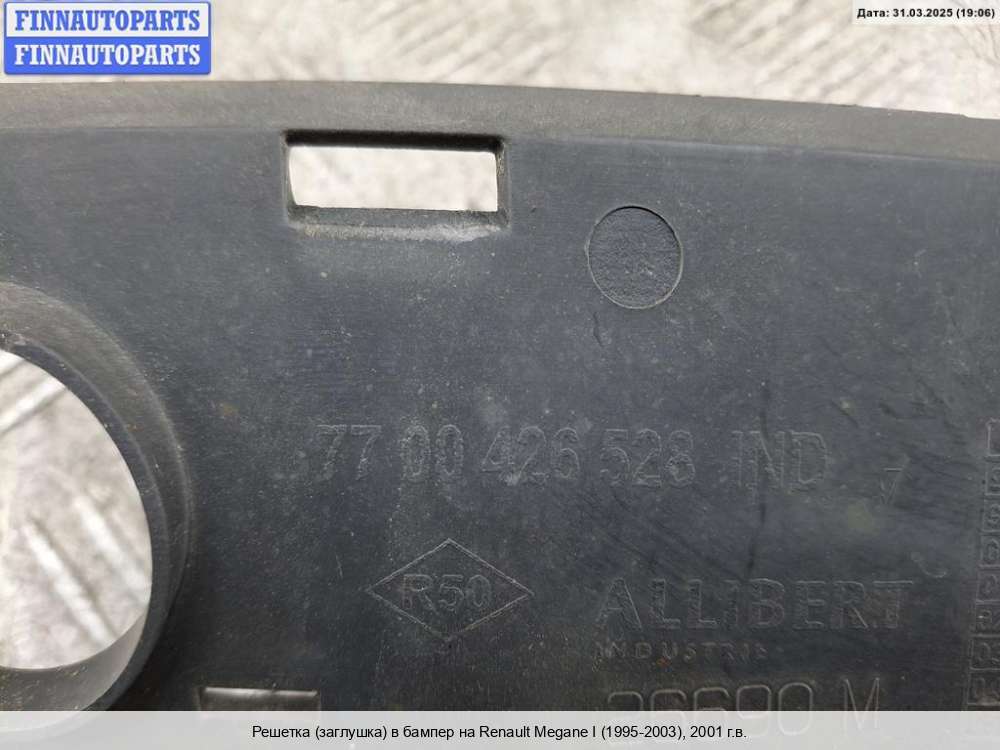 FINNAUTOPARTS
FINNAUTOPARTS
Дата: 31.03.2025 (19:06)
77 00 426 528 IND
R50
ALLIBERT
INDUSTRIE
26690 M
Решетка (заглушка) в бампер на Renault Megane I (1995-2003), 2001 г.в.